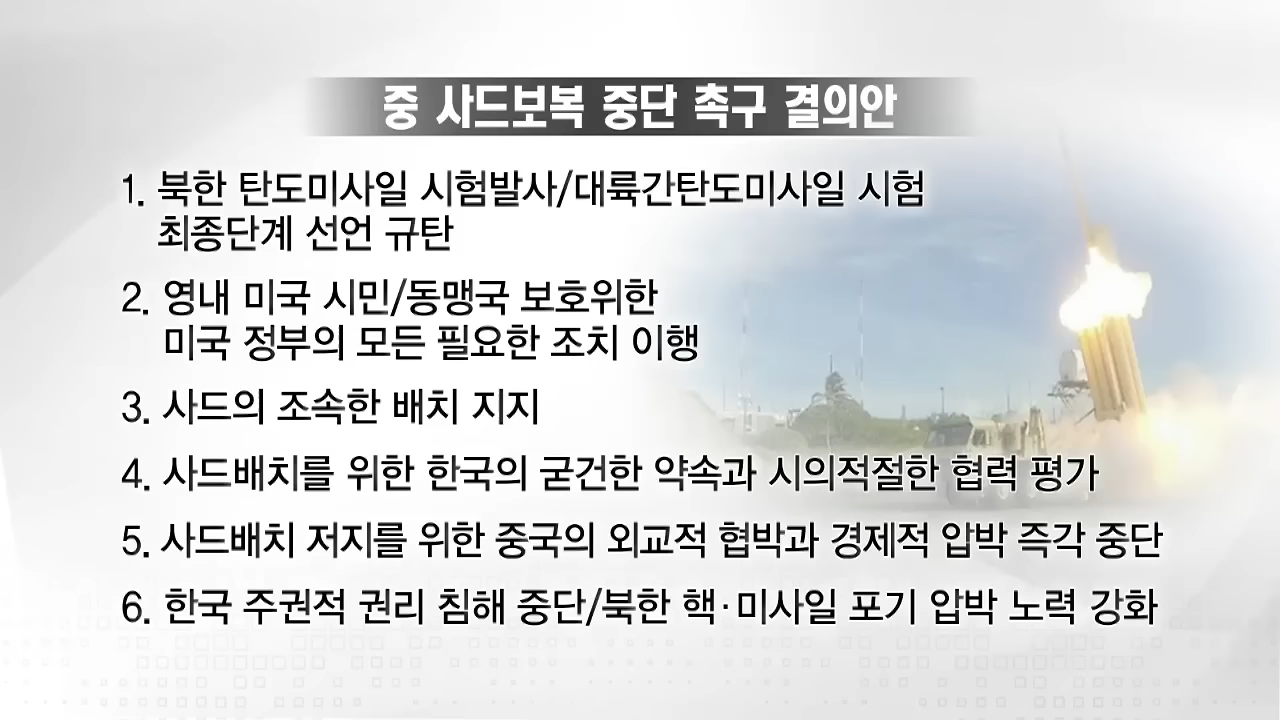 중 사드보복 중단 촉구 결의안
1. 북한 탄도미사일 시험발사/대륙간탄도미사일 시험
최종단계 선언 규탄
2. 영내 미국 시민/동맹국 보호위한
미국 정부의 모든 필요한 조치 이행
3. 사드의 조속한 배치 지지
4. 사드배치를 위한 한국의 굳건한 약속과 시의적절한 협력 평가
5. 사드배치 저지를 위한 중국의 외교적 협박과 경제적 압박 즉각 중단
6. 한국 주권적 권리 침해 중단/북한 핵·미사일 포기 압박 노력 강화